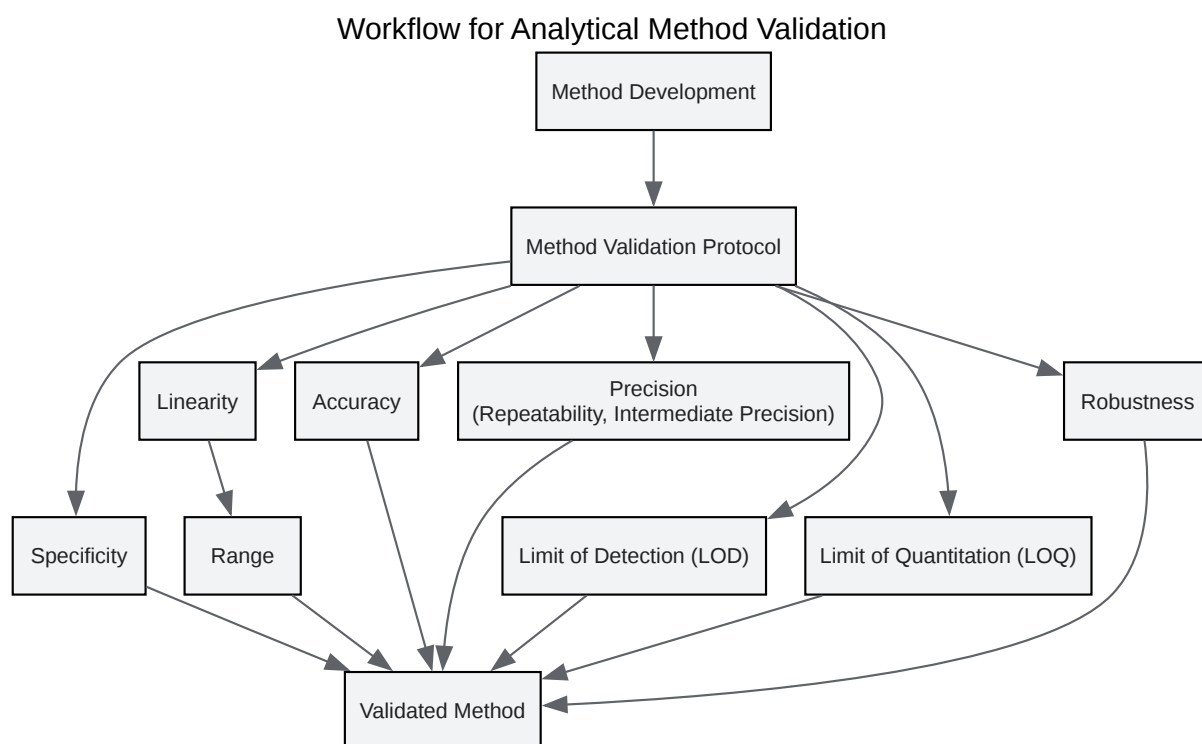 Workflow for Analytical Method Validation
Method Development
Method Validation Protocol
Linearity
Accuracy
Precision
(Repeatability, Intermediate Precision)
Robustness
Specificity
Range
Limit of Detection (LOD)
Limit of Quantitation (LOQ)
Validated Method